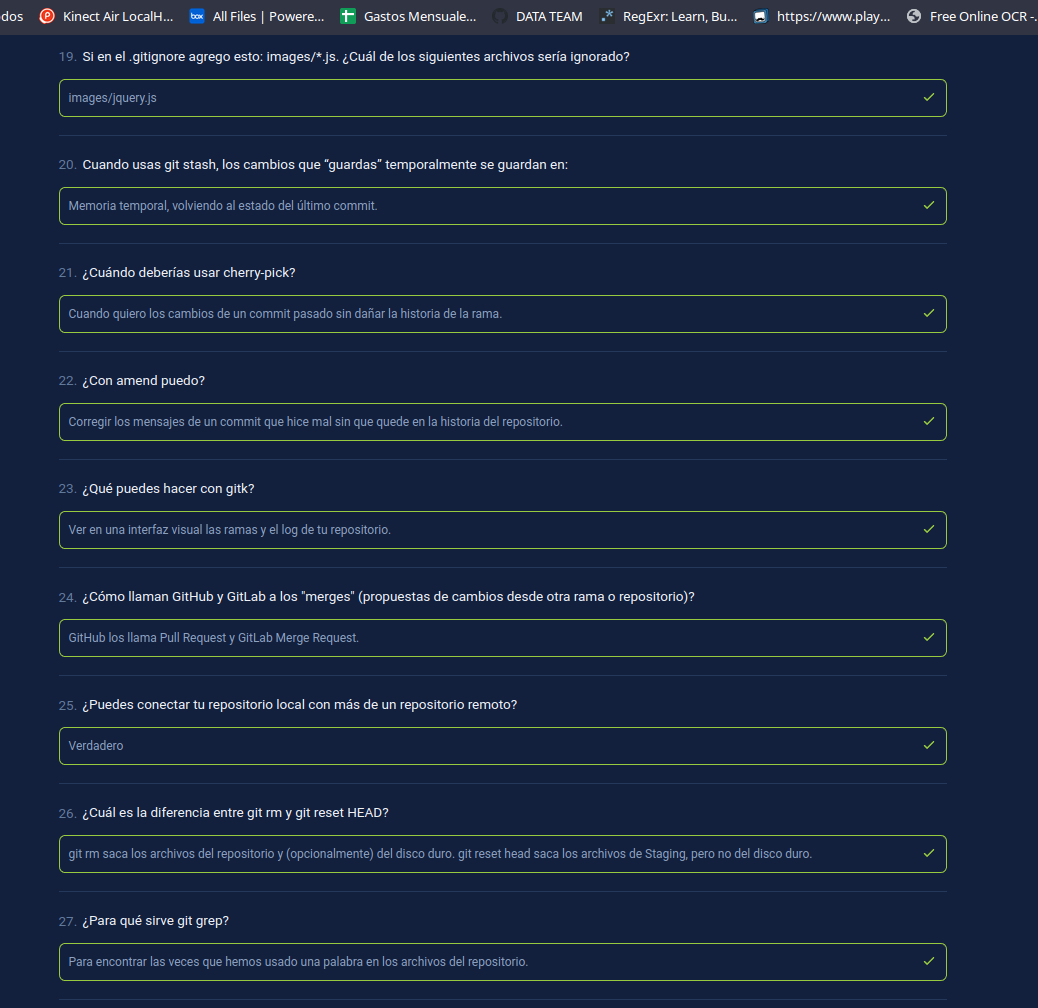 dos Kinect Air LocalH... box All Files | Powere... Gastos Mensuale... DATA TEAM .* RegExr: Learn, Bu... https://www.play... Free Online OCR -...
19. Si en el .gitignore agrego esto: images/*.js. ¿Cuál de los siguientes archivos sería ignorado?
images/jquery.js
20. Cuando usas git stash, los cambios que “guardas” temporalmente se guardan en:
Memoria temporal, volviendo al estado del último commit.
21. ¿Cuándo deberías usar cherry-pick?
Cuando quiero los cambios de un commit pasado sin dañar la historia de la rama.
22. ¿Con amend puedo?
Corregir los mensajes de un commit que hice mal sin que quede en la historia del repositorio.
23. ¿Qué puedes hacer con gitk?
Ver en una interfaz visual las ramas y el log de tu repositorio.
24. ¿Cómo llaman GitHub y GitLab a los "merges" (propuestas de cambios desde otra rama o repositorio)?
GitHub los llama Pull Request y GitLab Merge Request.
25. ¿Puedes conectar tu repositorio local con más de un repositorio remoto?
Verdadero
26. ¿Cuál es la diferencia entre git rm y git reset HEAD?
git rm saca los archivos del repositorio y (opcionalmente) del disco duro. git reset head saca los archivos de Staging, pero no del disco duro.
27. ¿Para qué sirve git grep?
Para encontrar las veces que hemos usado una palabra en los archivos del repositorio.